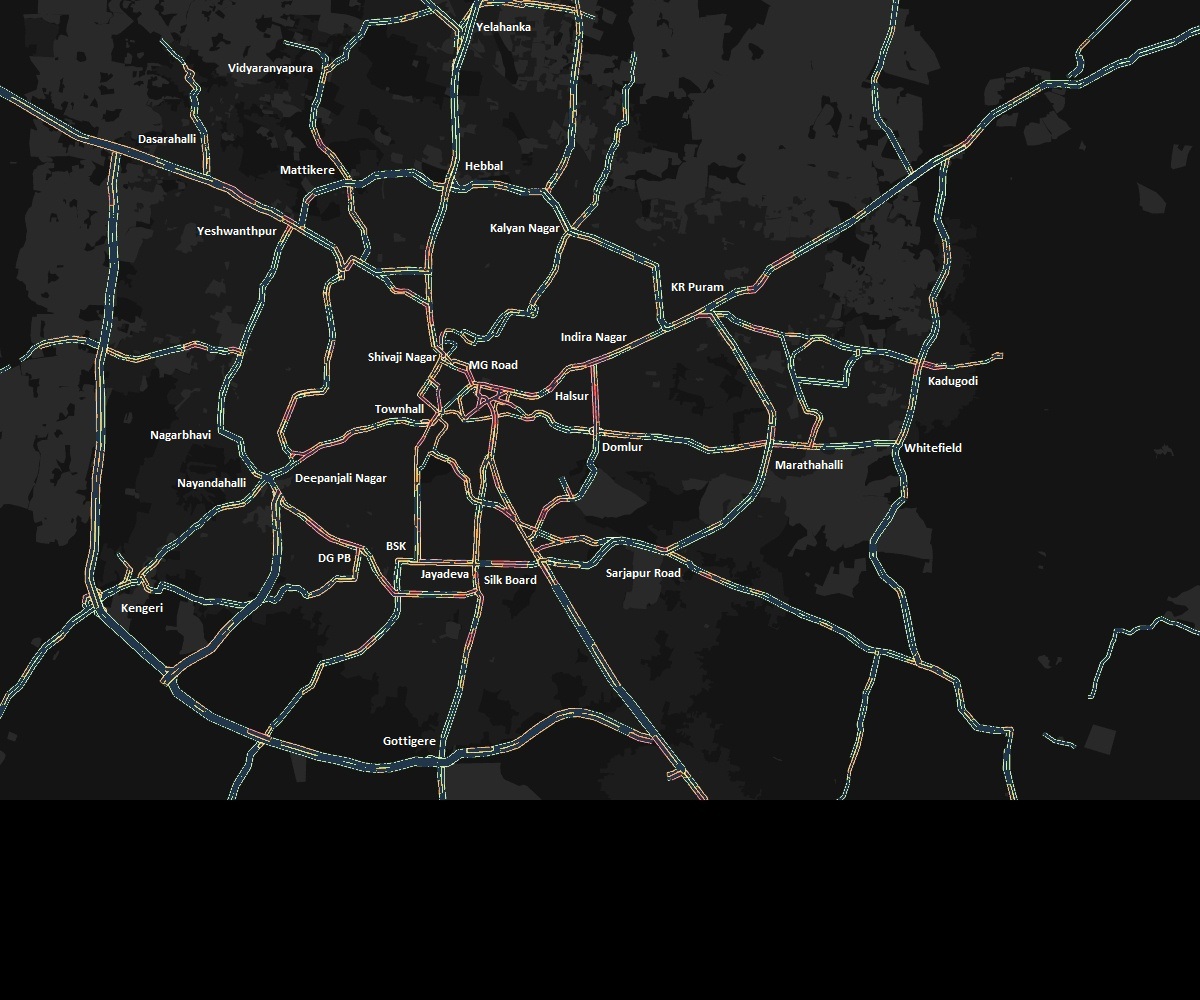 Yelahanka
Vidyaranyapura
Dasarahalli
Mattikere
Hebbal
Yeshwanthpur
Kalyan Nagar
KR Puram
Indira Nagar
Shivaji Nagar
MG Road
Kadugodi
Halsur
Townhall
Nagarbhavi
Domlur
Whitefield
Marathahalli
Nayandahalli
Deepanjali Nagar
BSK
DG PB
Jayadeva
Silk Board
Sarjapur Road
Kengeri
Gottigere